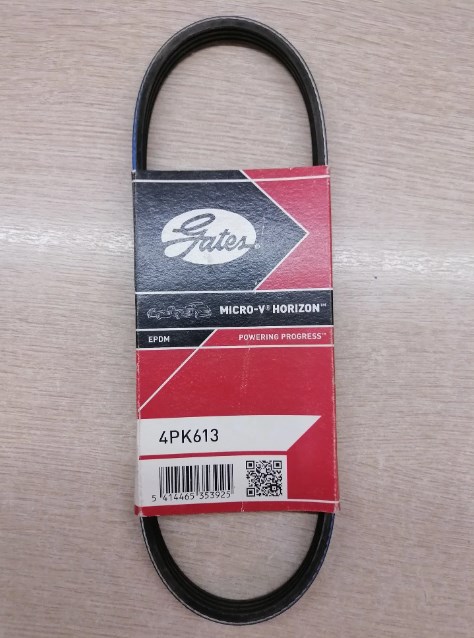 Gates
MICRO-V® HORIZON™
EPDM POWERING PROGRESS™
4PK613
5 414465 353925